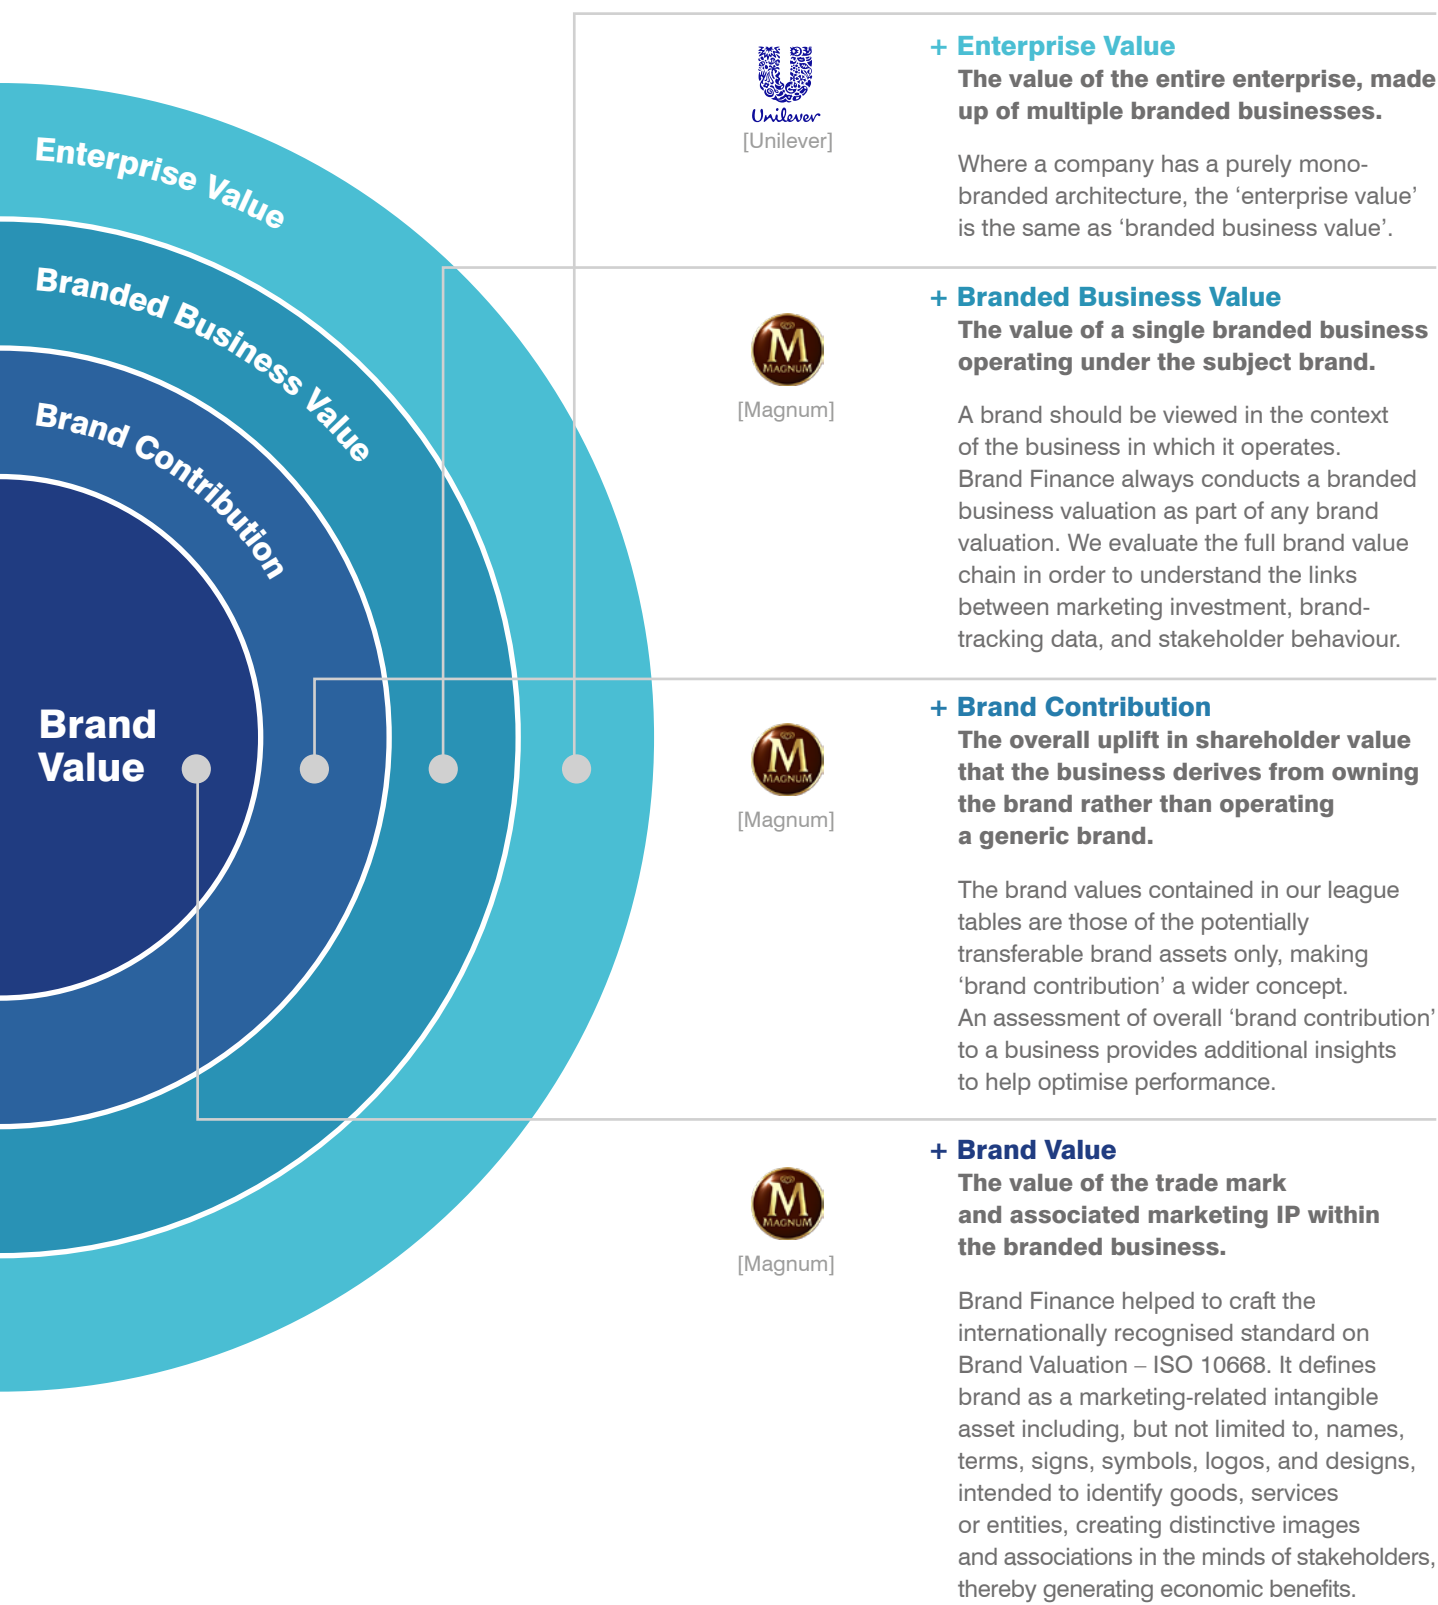 Enterprise Value
Branded Business Value
Brand Contribution
Brand
Value
Unilever
[Unilever]
+ Enterprise Value
The value of the entire enterprise, made
up of multiple branded businesses.
Where a company has a purely mono-
branded architecture, the ‘enterprise value’
is the same as ‘branded business value’.
M
MAGNUM
[Magnum]
+ Branded Business Value
The value of a single branded business
operating under the subject brand.
A brand should be viewed in the context
of the business in which it operates.
Brand Finance always conducts a branded
business valuation as part of any brand
valuation. We evaluate the full brand value
chain in order to understand the links
between marketing investment, brand-
tracking data, and stakeholder behaviour.
M
MAGNUM
[Magnum]
+ Brand Contribution
The overall uplift in shareholder value
that the business derives from owning
the brand rather than operating
a generic brand.
The brand values contained in our league
tables are those of the potentially
transferable brand assets only, making
‘brand contribution’ a wider concept.
An assessment of overall ‘brand contribution’
to a business provides additional insights
to help optimise performance.
M
MAGNUM
[Magnum]
+ Brand Value
The value of the trade mark
and associated marketing IP within
the branded business.
Brand Finance helped to craft the
internationally recognised standard on
Brand Valuation – ISO 10668. It defines
brand as a marketing-related intangible
asset including, but not limited to, names,
terms, signs, symbols, logos, and designs,
intended to identify goods, services
or entities, creating distinctive images
and associations in the minds of stakeholders,
thereby generating economic benefits.